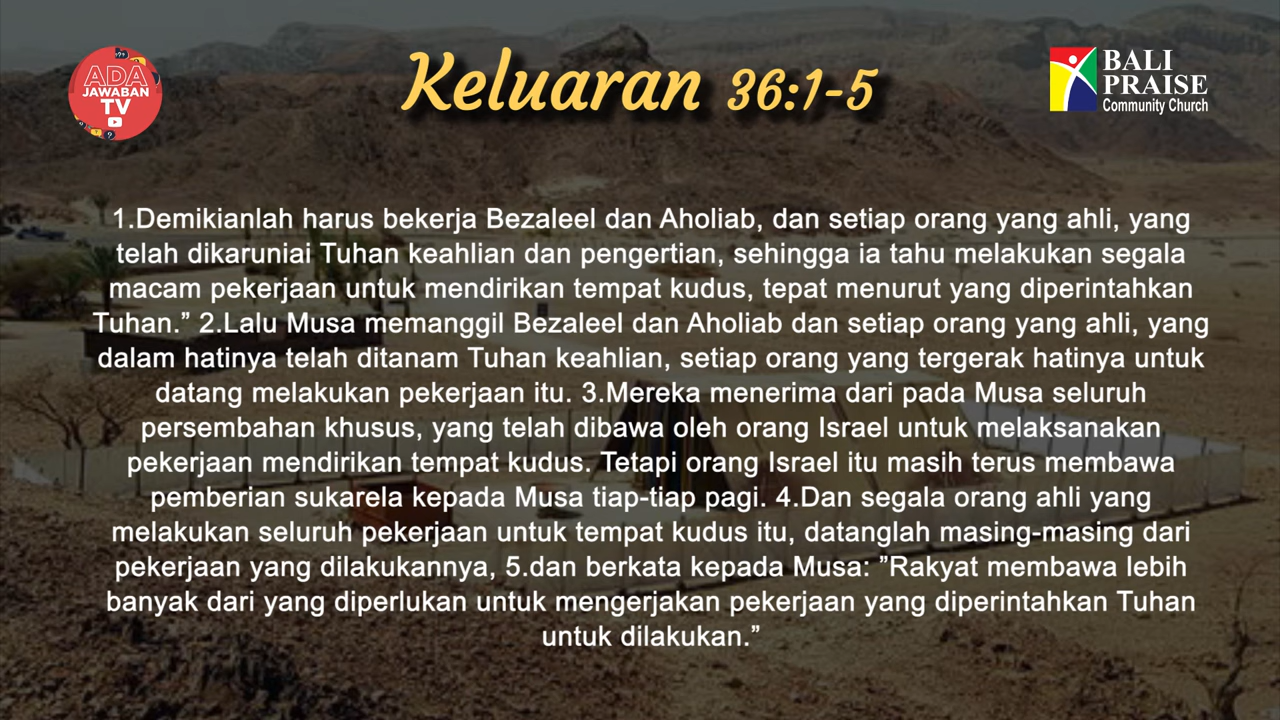 ADA
JAWABAN
TV
Keluaran 36:1-5
BALI
PRAISE
Community Church
1.Demikianlah harus bekerja Bezaleel dan Aholiab, dan setiap orang yang ahli, yang
telah dikaruniai Tuhan keahlian dan pengertian, sehingga ia tahu melakukan segala
macam pekerjaan untuk mendirikan tempat kudus, tepat menurut yang diperintahkan
Tuhan.” 2.Lalu Musa memanggil Bezaleel dan Aholiab dan setiap orang yang ahli, yang
dalam hatinya telah ditanam Tuhan keahlian, setiap orang yang tergerak hatinya untuk
datang melakukan pekerjaan itu. 3.Mereka menerima dari pada Musa seluruh
persembahan khusus, yang telah dibawa oleh orang Israel untuk melaksanakan
pekerjaan mendirikan tempat kudus. Tetapi orang Israel itu masih terus membawa
pemberian sukarela kepada Musa tiap-tiap pagi. 4.Dan segala orang ahli yang
melakukan seluruh pekerjaan untuk tempat kudus itu, datanglah masing-masing dari
pekerjaan yang dilakukannya, 5.dan berkata kepada Musa: ”Rakyat membawa lebih
banyak dari yang diperlukan untuk mengerjakan pekerjaan yang diperintahkan Tuhan
untuk dilakukan.”